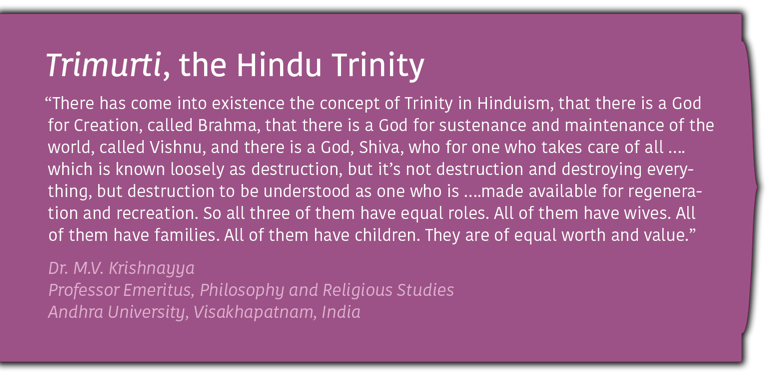 Trimurti, the Hindu Trinity
“There has come into existence the concept of Trinity in Hinduism, that there is a God
for Creation, called Brahma, that there is a God for sustenance and maintenance of the
world, called Vishnu, and there is a God, Shiva, who for one who takes care of all ....
which is known loosely as destruction, but it’s not destruction and destroying every-
thing, but destruction to be understood as one who is ....made available for regenera-
tion and recreation. So all three of them have equal roles. All of them have wives. All
of them have families. All of them have children. They are of equal worth and value.”
Dr. M.V. Krishnayya
Professor Emeritus, Philosophy and Religious Studies
Andhra University, Visakhapatnam, India